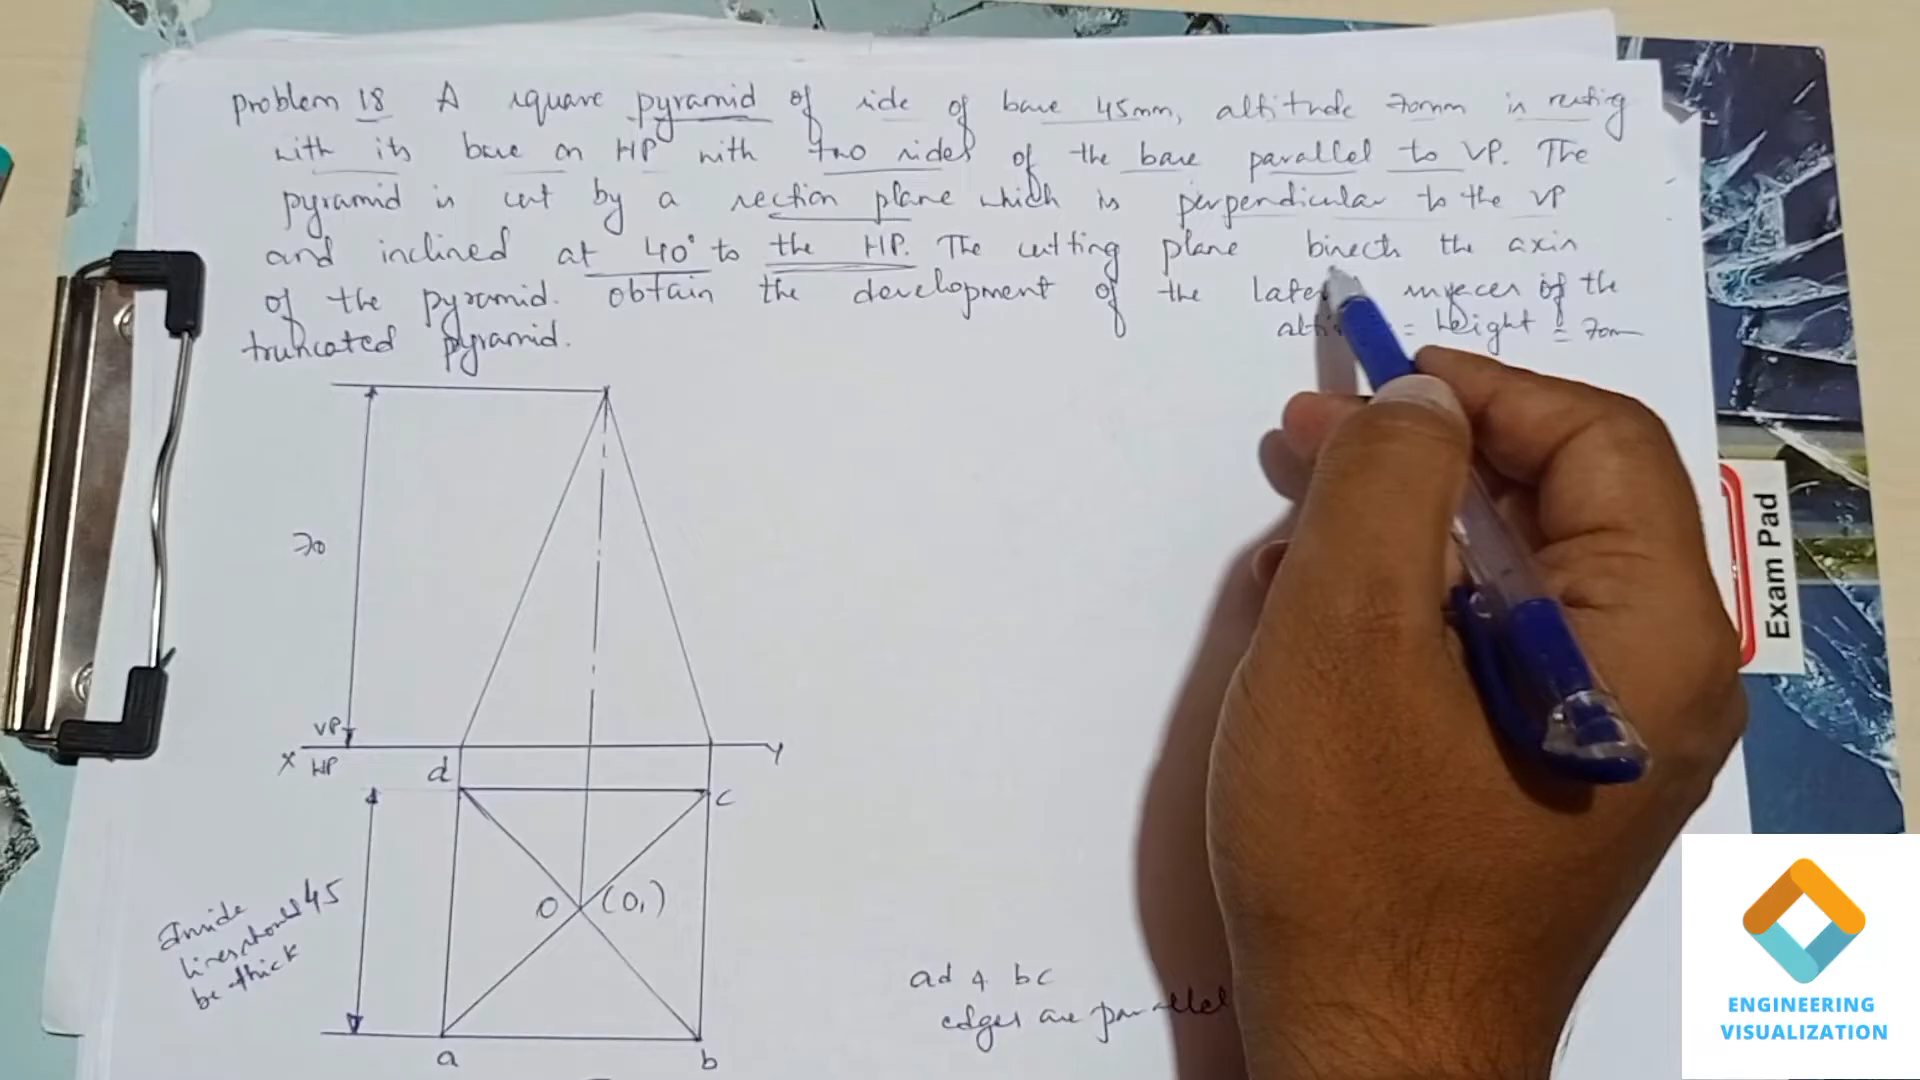 problem 18 A square pyramid of side of base 45mm, altitude 70mm is resting
with its base on HP with two sides of the base parallel to VP. The
pyramid is cut by a section plane which is perpendicular to the VP
and inclined at 40° to the HP. The cutting plane bisects the axis
of the pyramid. obtain the development of the of the
truncated pyramid.
= height = 70m
70
VP
X HP Y
d
c
Inside
lines should
be thick
45
O (O,)
a b
ad & bc
edges are parallel
Exam Pad
ENGINEERING
VISUALIZATION